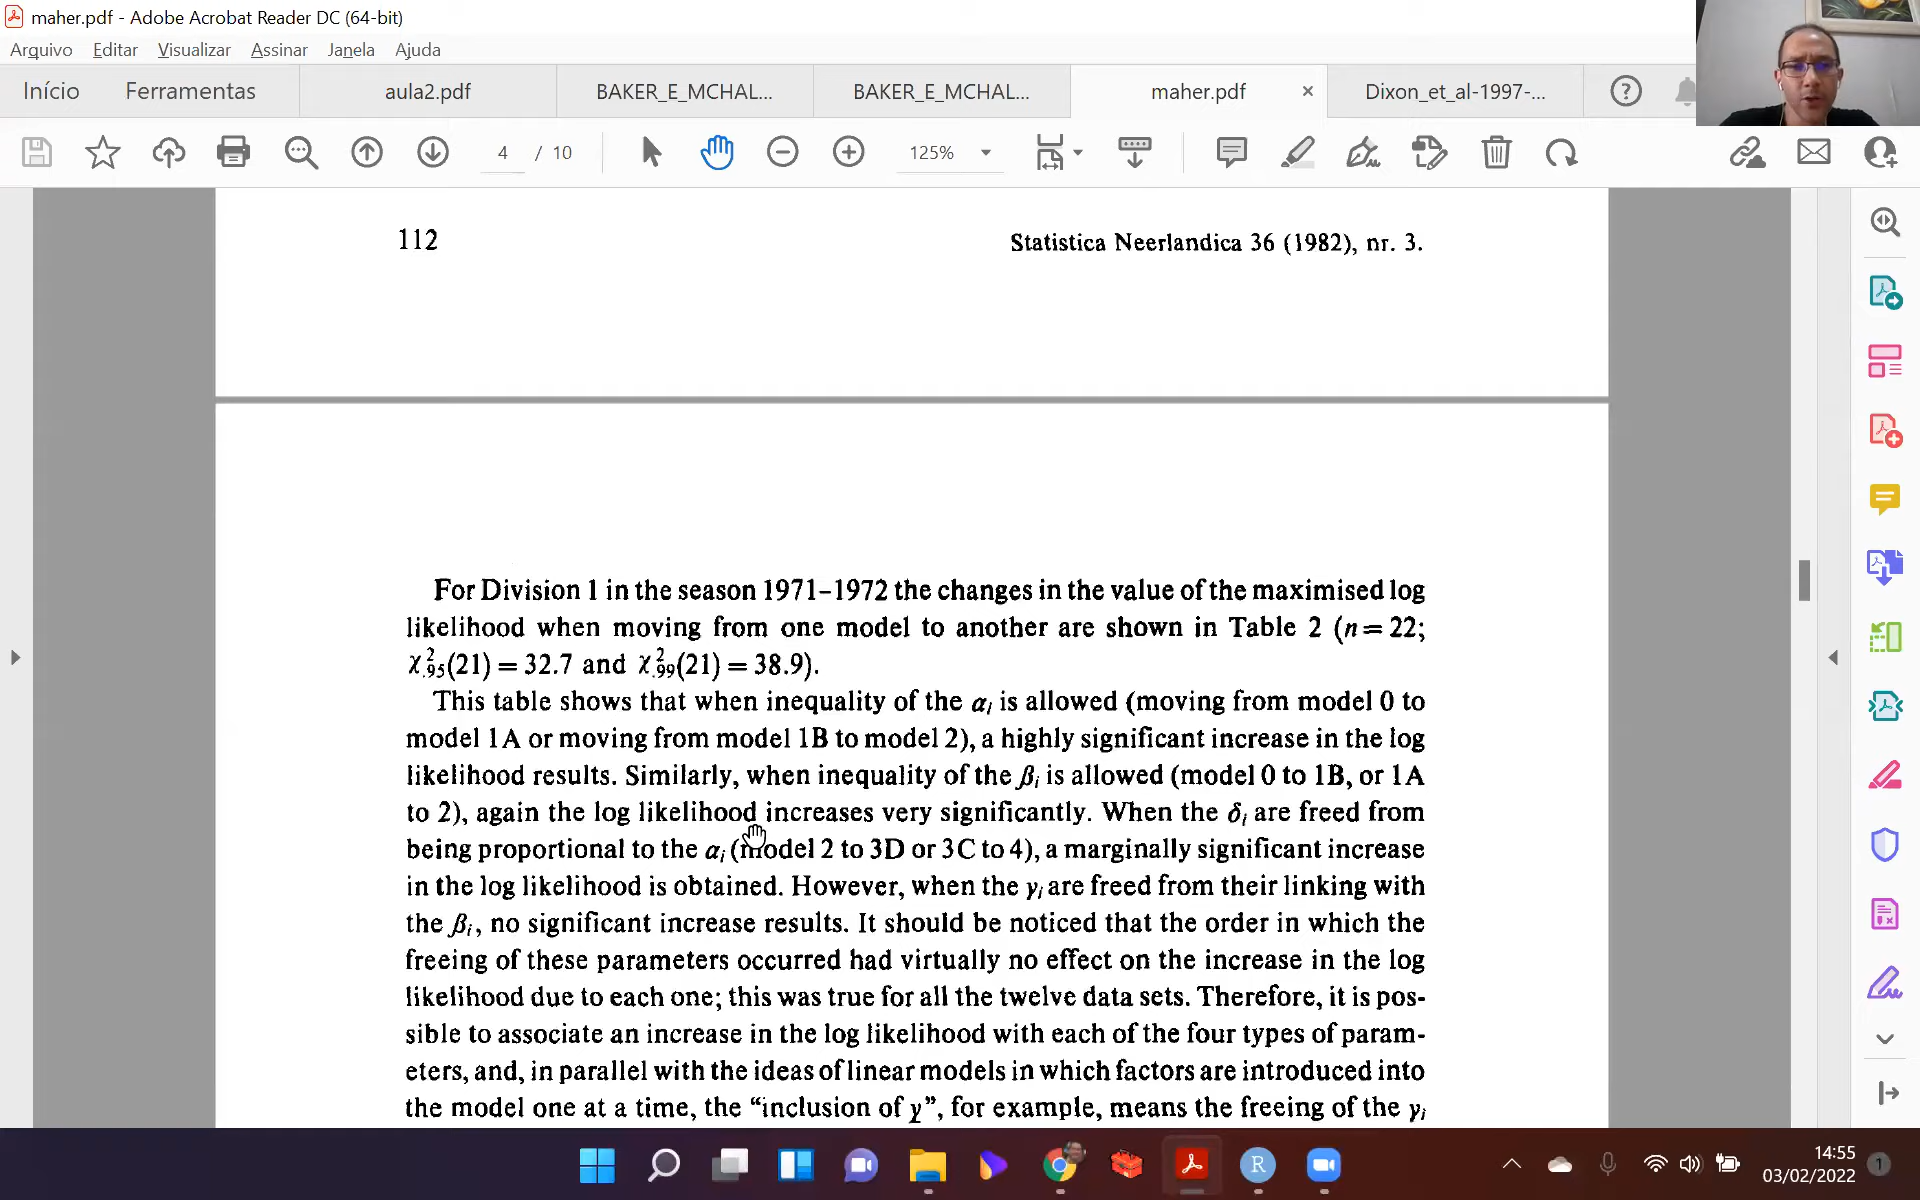 maher.pdf - Adobe Acrobat Reader DC (64-bit)
Arquivo Editar Visualizar Assinar Janela Ajuda
Início Ferramentas aula2.pdf BAKER_E_MCHAL... BAKER_E_MCHAL... maher.pdf × Dixon_et_al-1997-... ?
4 / 10 125%
112 Statistica Neerlandica 36 (1982), nr. 3.
For Division 1 in the season 1971–1972 the changes in the value of the maximised log
likelihood when moving from one model to another are shown in Table 2 (n=22;
χ².95(21) = 32.7 and χ².99(21) = 38.9).
This table shows that when inequality of the αᵢ is allowed (moving from model 0 to
model 1A or moving from model 1B to model 2), a highly significant increase in the log
likelihood results. Similarly, when inequality of the βᵢ is allowed (model 0 to 1B, or 1A
to 2), again the log likelihood increases very significantly. When the δᵢ are freed from
being proportional to the αᵢ (model 2 to 3D or 3C to 4), a marginally significant increase
in the log likelihood is obtained. However, when the γᵢ are freed from their linking with
the βᵢ, no significant increase results. It should be noticed that the order in which the
freeing of these parameters occurred had virtually no effect on the increase in the log
likelihood due to each one; this was true for all the twelve data sets. Therefore, it is pos-
sible to associate an increase in the log likelihood with each of the four types of param-
eters, and, in parallel with the ideas of linear models in which factors are introduced into
the model one at a time, the “inclusion of γ”, for example, means the freeing of the γᵢ
R
14:55
03/02/2022 1